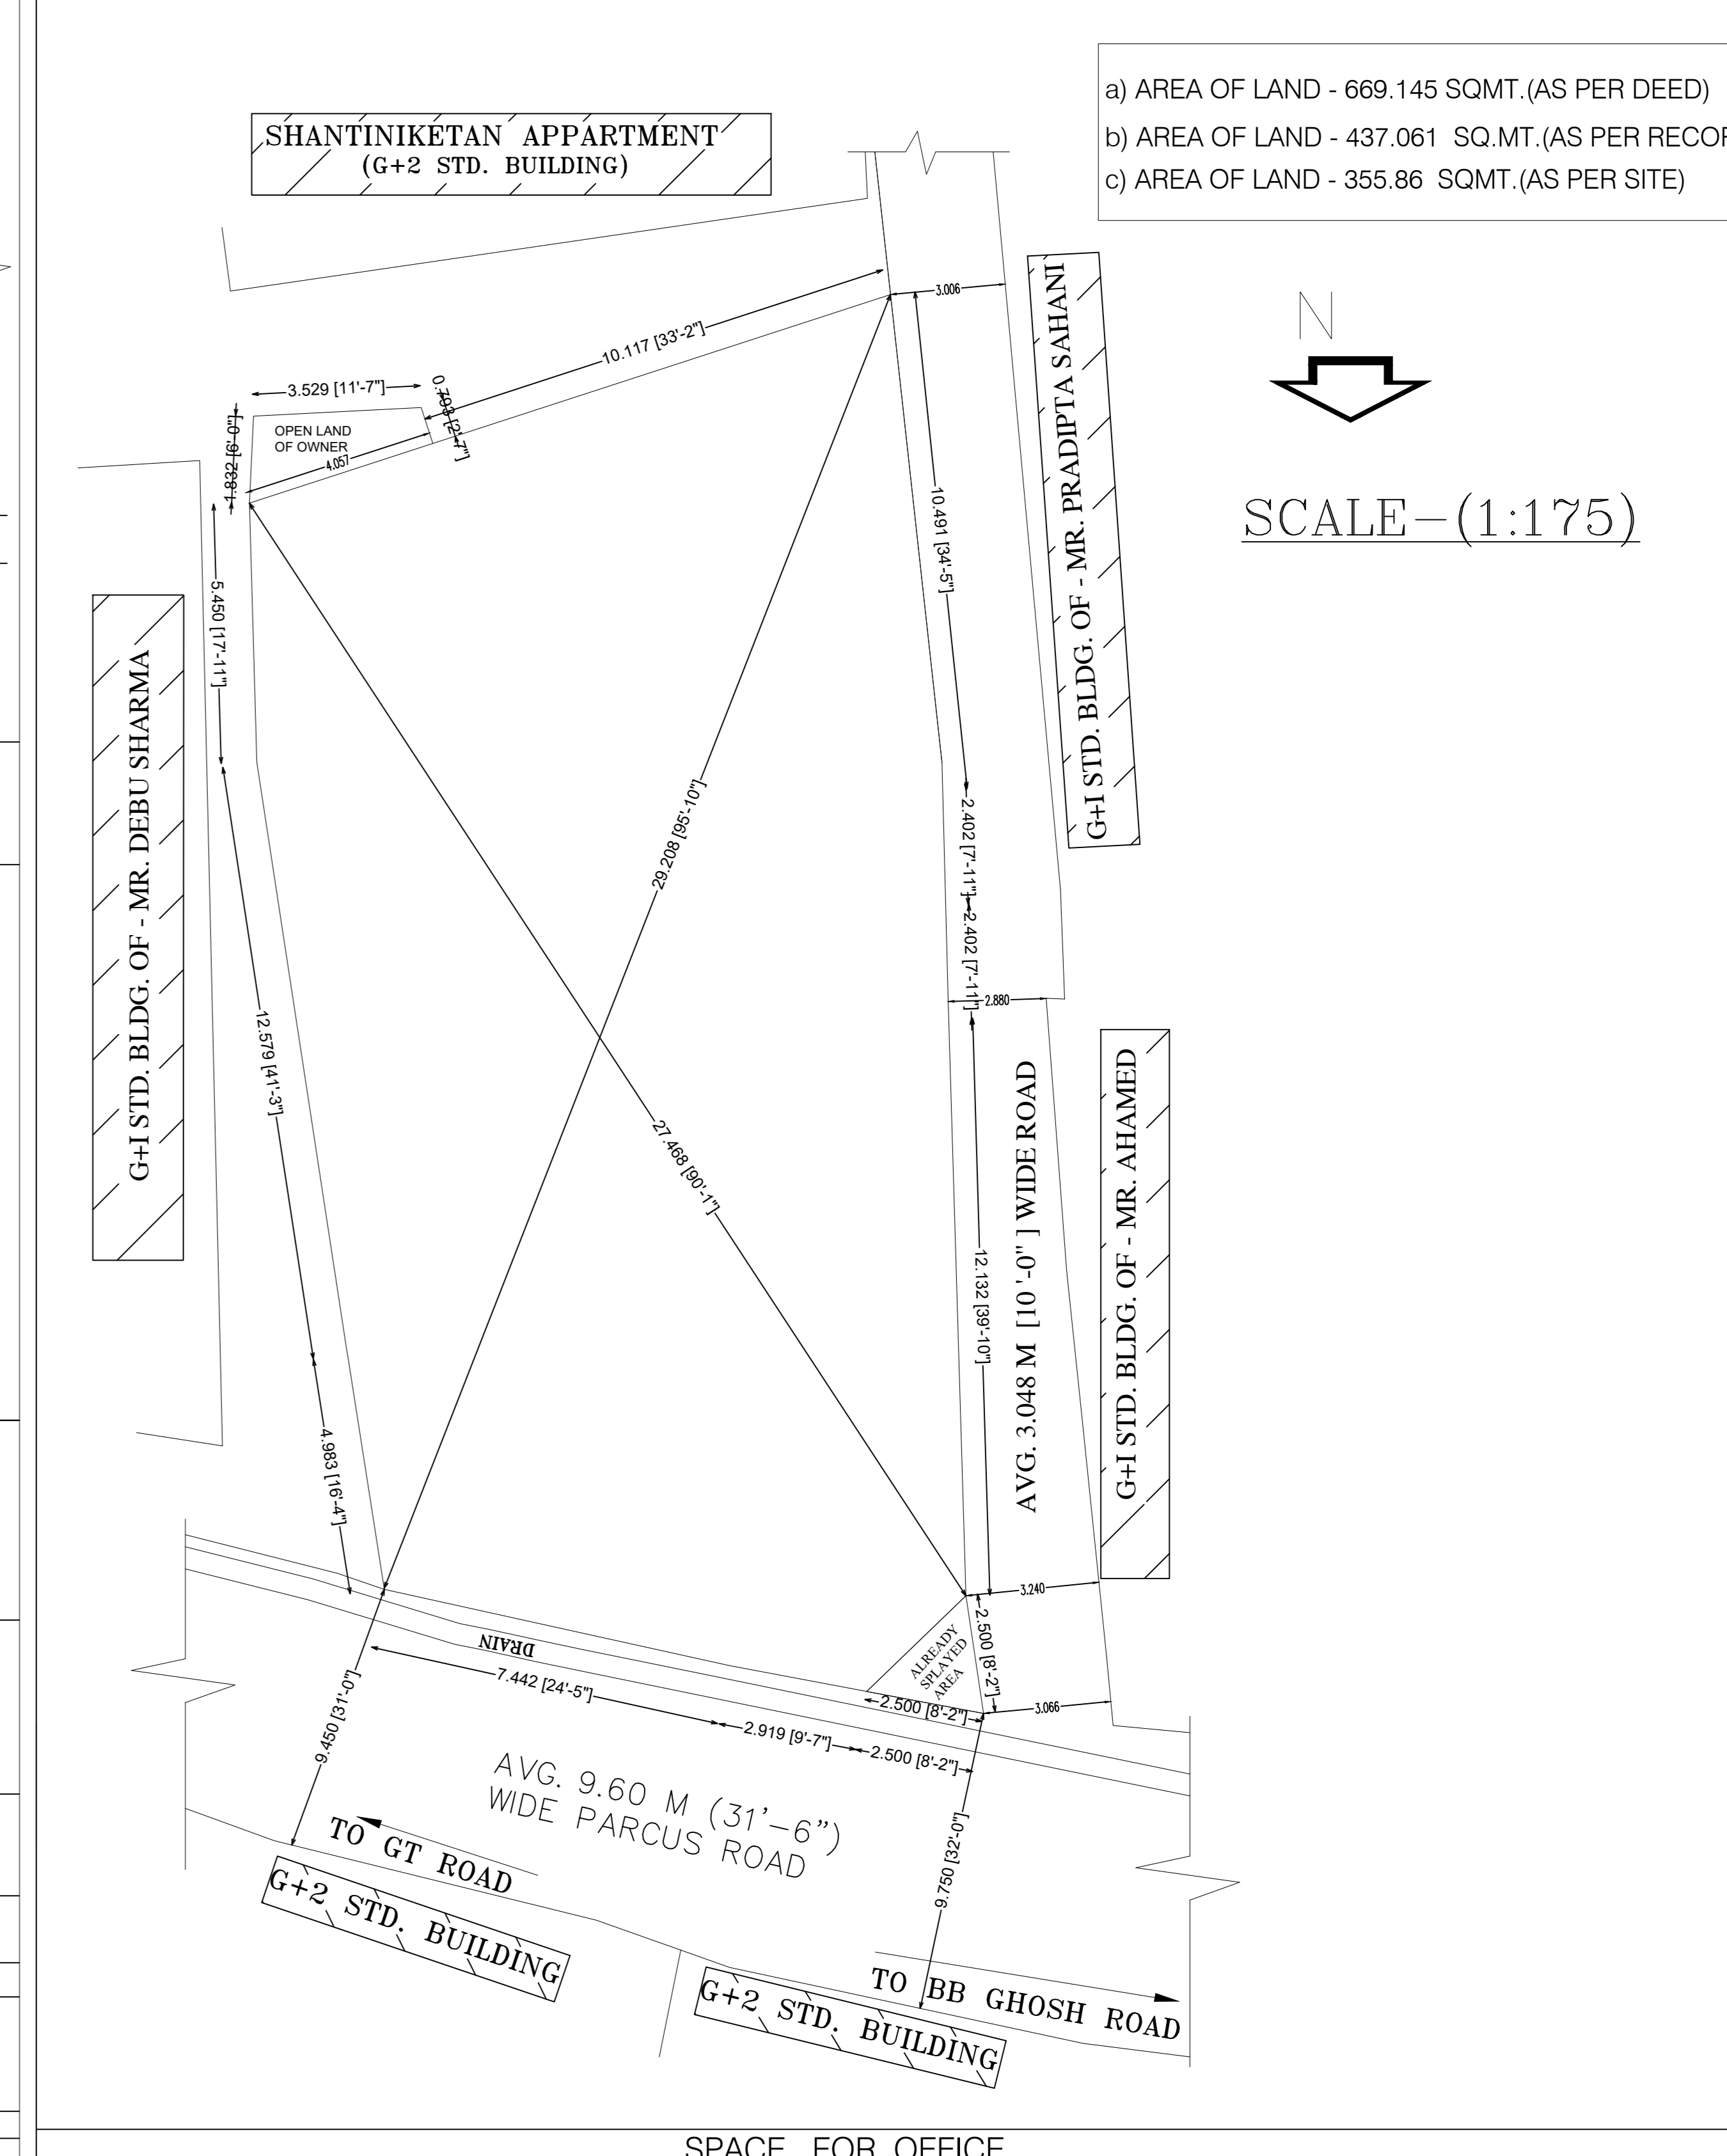 a) AREA OF LAND - 669.145 SQMT.(AS PER DEED)
b) AREA OF LAND - 437.061 SQ.MT.(AS PER RECOR
c) AREA OF LAND - 355.86 SQMT.(AS PER SITE)
SHANTINIKETAN APPARTMENT
(G+2 STD. BUILDING)
N
SCALE-(1:175)
3.006
10.117 [33'-2"]
3.529 [11'-7"]
0.793 [2'-7"]
1.832 [6'-0"]
OPEN LAND
OF OWNER
4.057
G+I STD. BLDG. OF - MR. PRADIPTA SAHANI
10.491 [34'-5"]
5.450 [17'-11"]
G+I STD. BLDG. OF - MR. DEBU SHARMA
29.208 [95'-10"]
2.402 [7'-11"]
2.402 [7'-11"]
2.880
12.579 [41'-3"]
27.468 [90'-1"]
AVG. 3.048 M [10'-0" ] WIDE ROAD
G+I STD. BLDG. OF - MR. AHAMED
12.132 [39'-10"]
4.983 [16'-4"]
3.240
2.500 [8'-2"]
ALREADY
SPLAYED
AREA
DRAIN
7.442 [24'-5"]
2.500 [8'-2"]
3.066
2.919 [9'-7"]
2.500 [8'-2"]
9.450 [31'-0"]
AVG. 9.60 M (31'-6")
WIDE PARCUS ROAD
9.750 [32'-0"]
TO GT ROAD
G+2 STD. BUILDING
TO BB GHOSH ROAD
G+2 STD. BUILDING
SPACE FOR OFFICE